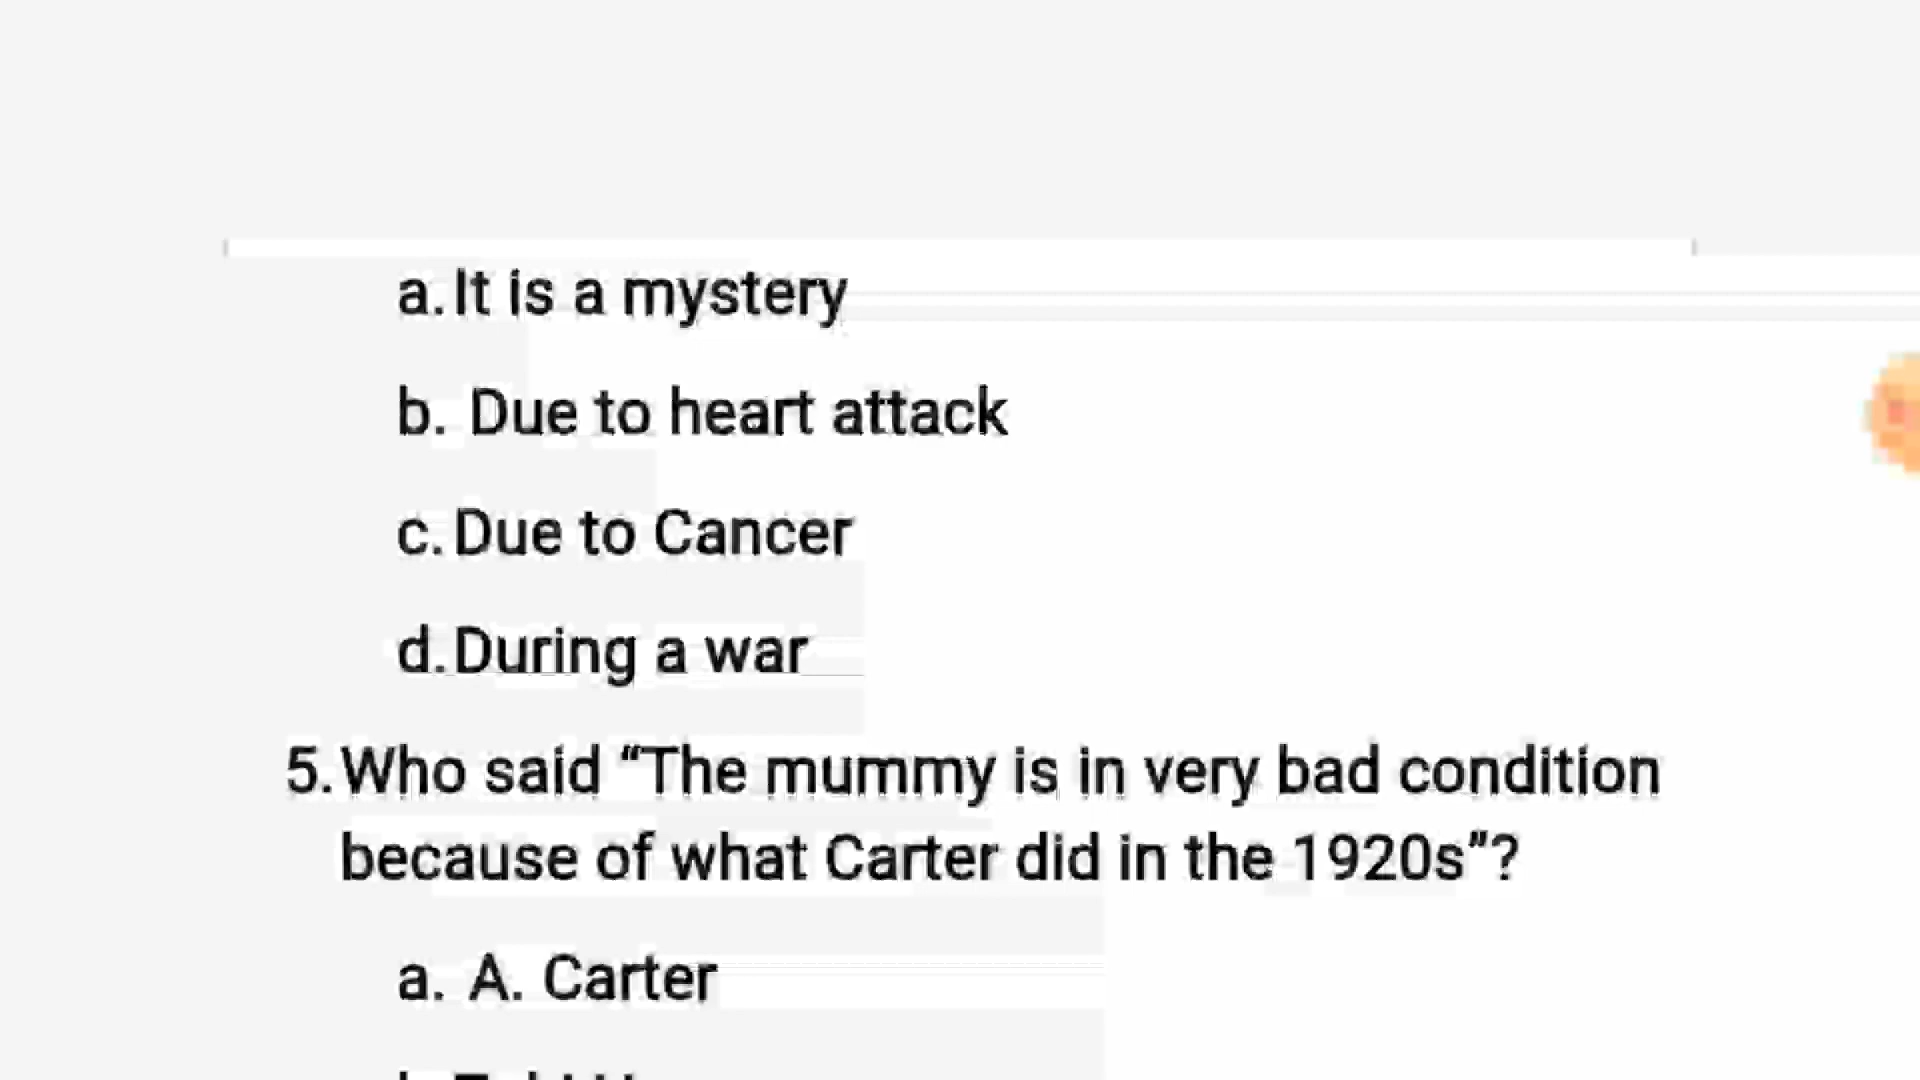 a. It is a mystery
b. Due to heart attack
c. Due to Cancer
d. During a war
5. Who said “The mummy is in very bad condition
because of what Carter did in the 1920s”?
a. A. Carter